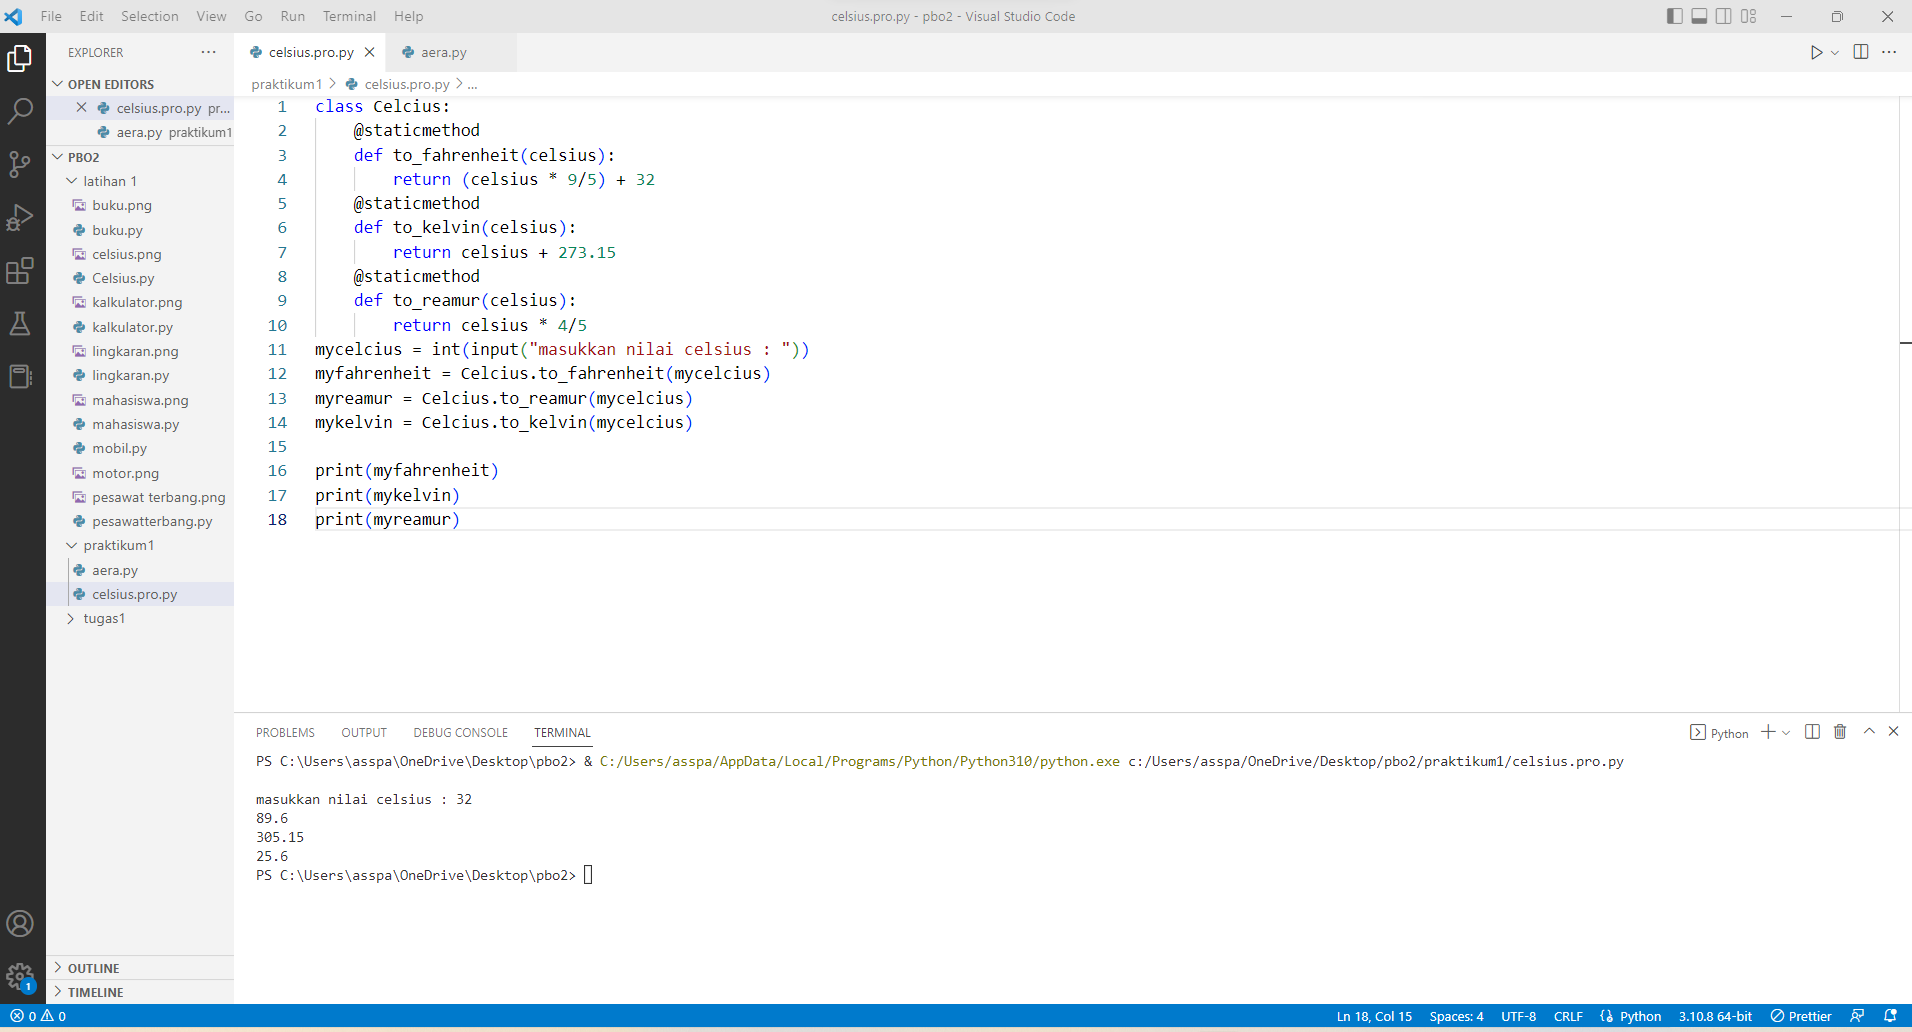 File Edit Selection View Go Run Terminal Help
celsius.pro.py - pbo2 - Visual Studio Code
EXPLORER
OPEN EDITORS
celsius.pro.py pr...
aera.py praktikum1
PBO2
latihan 1
buku.png
buku.py
celsius.png
Celsius.py
kalkulator.png
kalkulator.py
lingkaran.png
lingkaran.py
mahasiswa.png
mahasiswa.py
mobil.py
motor.png
pesawat terbang.png
pesawatterbang.py
praktikum1
aera.py
celsius.pro.py
tugas1
OUTLINE
TIMELINE
celsius.pro.py aera.py
praktikum1 > celsius.pro.py > ...
1 class Celcius:
2     @staticmethod
3     def to_fahrenheit(celsius):
4         return (celsius * 9/5) + 32
5     @staticmethod
6     def to_kelvin(celsius):
7         return celsius + 273.15
8     @staticmethod
9     def to_reamur(celsius):
10         return celsius * 4/5
11 mycelcius = int(input("masukkan nilai celsius : "))
12 myfahrenheit = Celcius.to_fahrenheit(mycelcius)
13 myreamur = Celcius.to_reamur(mycelcius)
14 mykelvin = Celcius.to_kelvin(mycelcius)
15
16 print(myfahrenheit)
17 print(mykelvin)
18 print(myreamur)
PROBLEMS OUTPUT DEBUG CONSOLE TERMINAL
Python
PS C:\Users\asspa\OneDrive\Desktop\pbo2> & C:/Users/asspa/AppData/Local/Programs/Python/Python310/python.exe c:/Users/asspa/OneDrive/Desktop/pbo2/praktikum1/celsius.pro.py
masukkan nilai celsius : 32
89.6
305.15
25.6
PS C:\Users\asspa\OneDrive\Desktop\pbo2>
1
0 0
Ln 18, Col 15 Spaces: 4 UTF-8 CRLF Python 3.10.8 64-bit Prettier